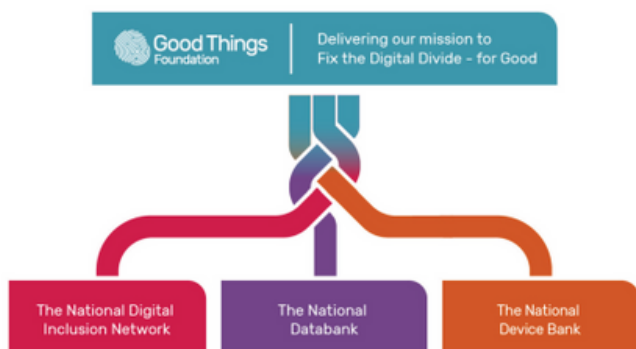 Good Things
Foundation
Delivering our mission to
Fix the Digital Divide - for Good
The National Digital
Inclusion Network
The National
Databank
The National
Device Bank